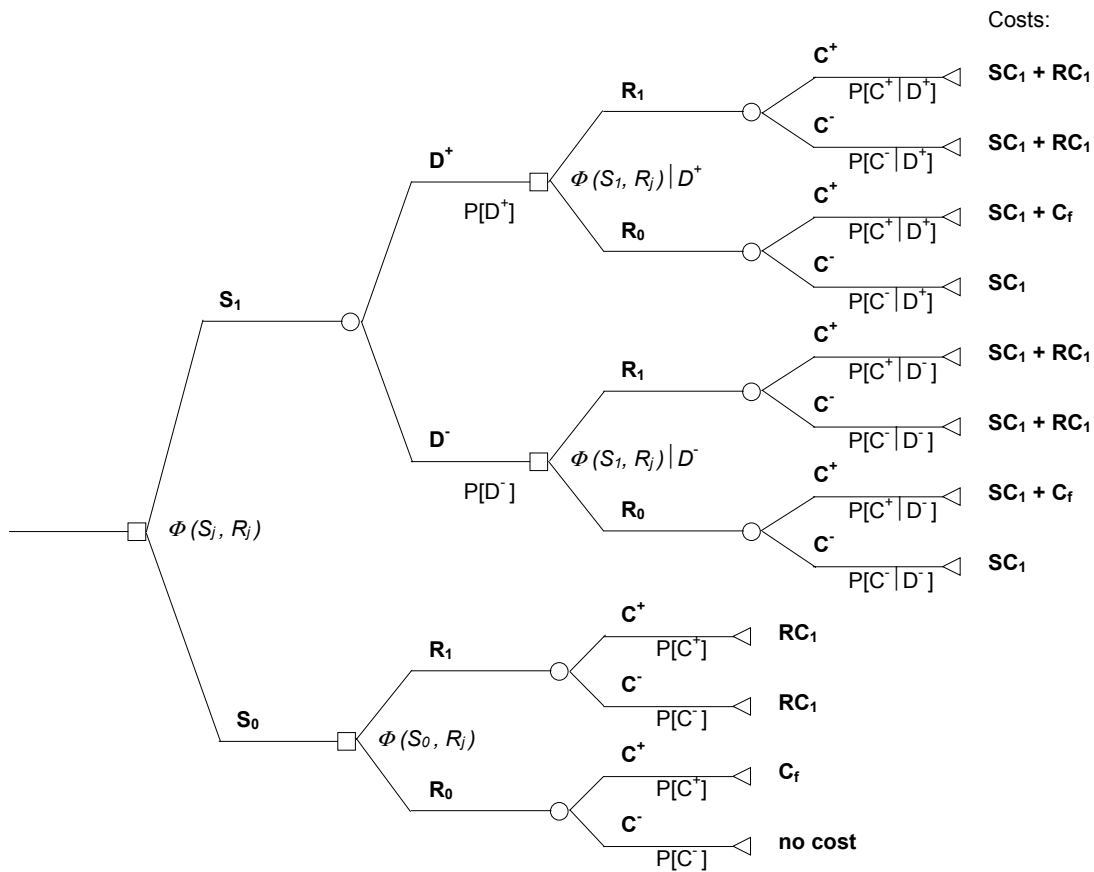 Costs:
C⁺
P[C⁺|D⁺]
SC₁ + RC₁
R₁
C⁻
P[C⁻|D⁺]
SC₁ + RC₁
D⁺
P[D⁺]
Φ(S₁, Rⱼ)|D⁺
C⁺
P[C⁺|D⁺]
SC₁ + C_f
R₀
C⁻
P[C⁻|D⁺]
SC₁
S₁
C⁺
P[C⁺|D⁻]
SC₁ + RC₁
R₁
C⁻
P[C⁻|D⁻]
SC₁ + RC₁
D⁻
P[D⁻]
Φ(S₁, Rⱼ)|D⁻
C⁺
P[C⁺|D⁻]
SC₁ + C_f
R₀
C⁻
P[C⁻|D⁻]
SC₁
Φ(Sⱼ, Rⱼ)
C⁺
P[C⁺]
RC₁
R₁
C⁻
P[C⁻]
RC₁
S₀
Φ(S₀, Rⱼ)
C⁺
P[C⁺]
C_f
R₀
C⁻
P[C⁻]
no cost